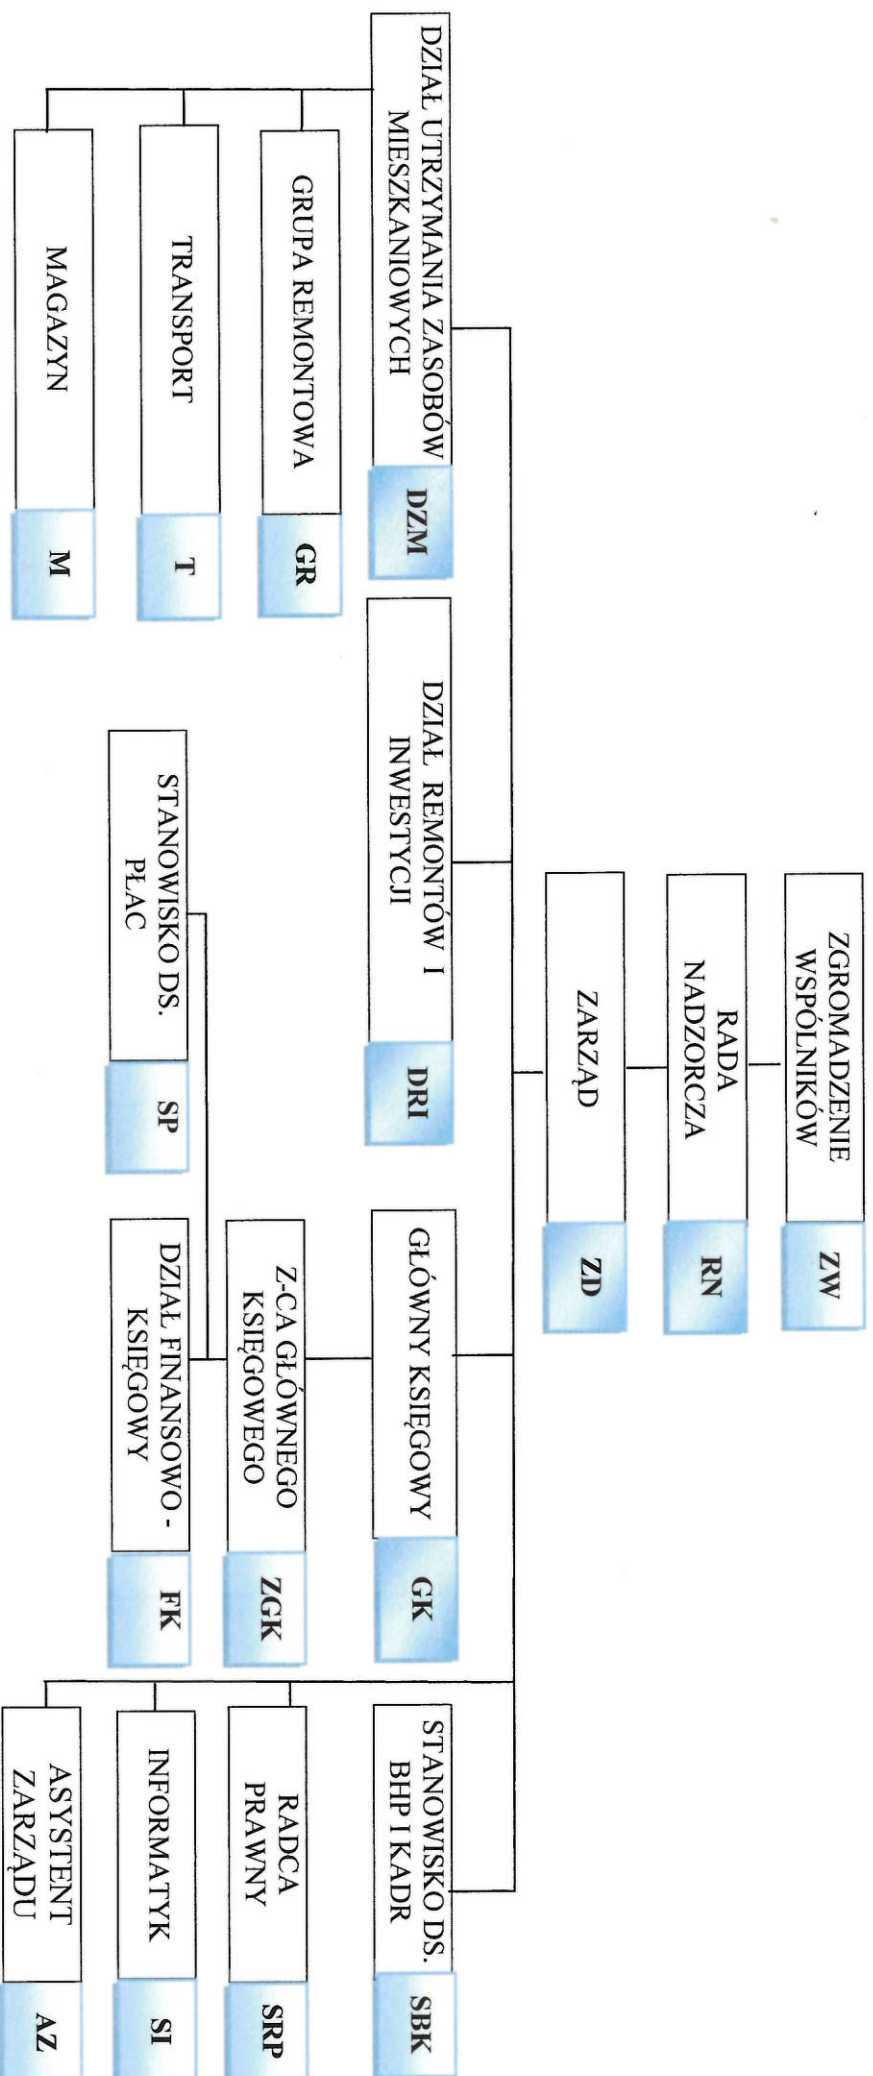 ZGROMADZENIE
WSPÓLNIKÓW
ZW
RADA
NADZORCZA
RN
ZARZĄD
ZD
DZIAŁ UTRZYMANIA ZASOBÓW
MIESZKANIOWYCH
DZM
DZIAŁ REMONTÓW I
INWESTYCJI
DRI
GŁÓWNY KSIĘGOWY
GK
STANOWISKO DS.
BHP I KADR
SBK
GRUPA REMONTOWA
GR
Z-CA GŁÓWNEGO
KSIĘGOWEGO
ZGK
RADCA
PRAWNY
SRP
TRANSPORT
T
STANOWISKO DS.
PŁAC
SP
DZIAŁ FINANSOWO -
KSIĘGOWY
FK
INFORMATYK
SI
MAGAZYN
M
ASYSTENT
ZARZĄDU
AZ